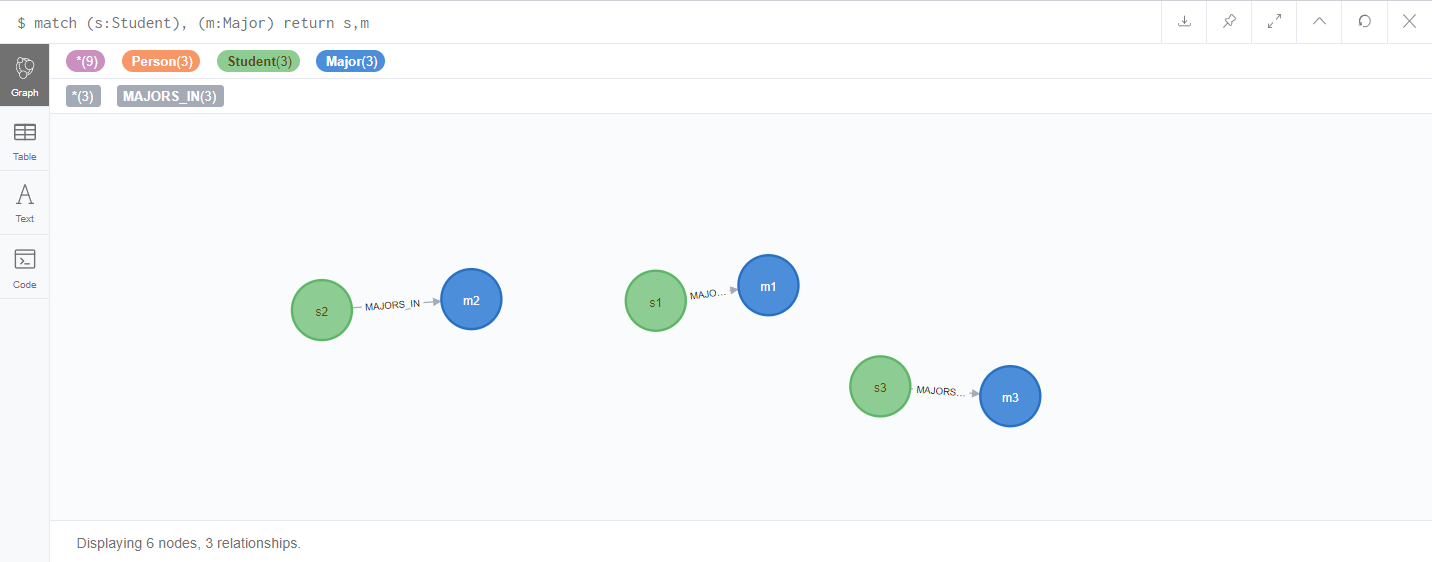 $ match (s:Student), (m:Major) return s,m
Graph
*(9) Person(3) Student(3) Major(3)
*(3) MAJORS_IN(3)
Table
Text
Code
s2 MAJORS_IN m2
s1 MAJO... m1
s3 MAJORS... m3
Displaying 6 nodes, 3 relationships.